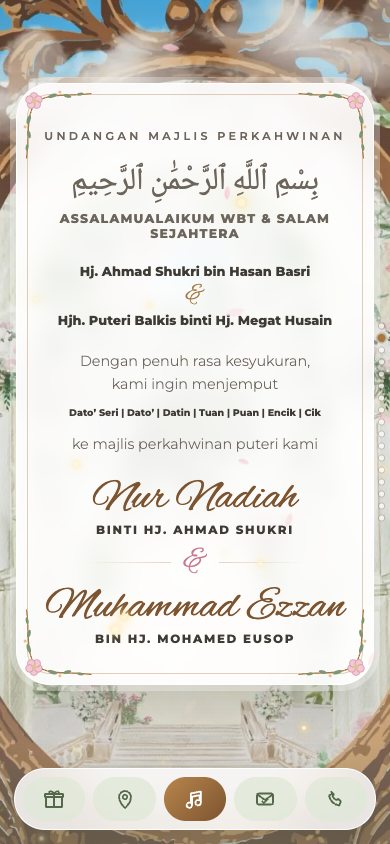 UNDANGAN MAJLIS PERKAHWINAN
بِسْمِ ٱللَّهِ ٱلرَّحْمَٰنِ ٱلرَّحِيمِ
ASSALAMUALAIKUM WBT & SALAM
SEJAHTERA
Hj. Ahmad Shukri bin Hasan Basri
&
Hjh. Puteri Balkis binti Hj. Megat Husain
Dengan penuh rasa kesyukuran,
kami ingin menjemput
Dato’ Seri | Dato’ | Datin | Tuan | Puan | Encik | Cik
ke majlis perkahwinan puteri kami
Nur Nadiah
BINTI HJ. AHMAD SHUKRI
&
Muhammad Ezzan
BIN HJ. MOHAMED EUSOP